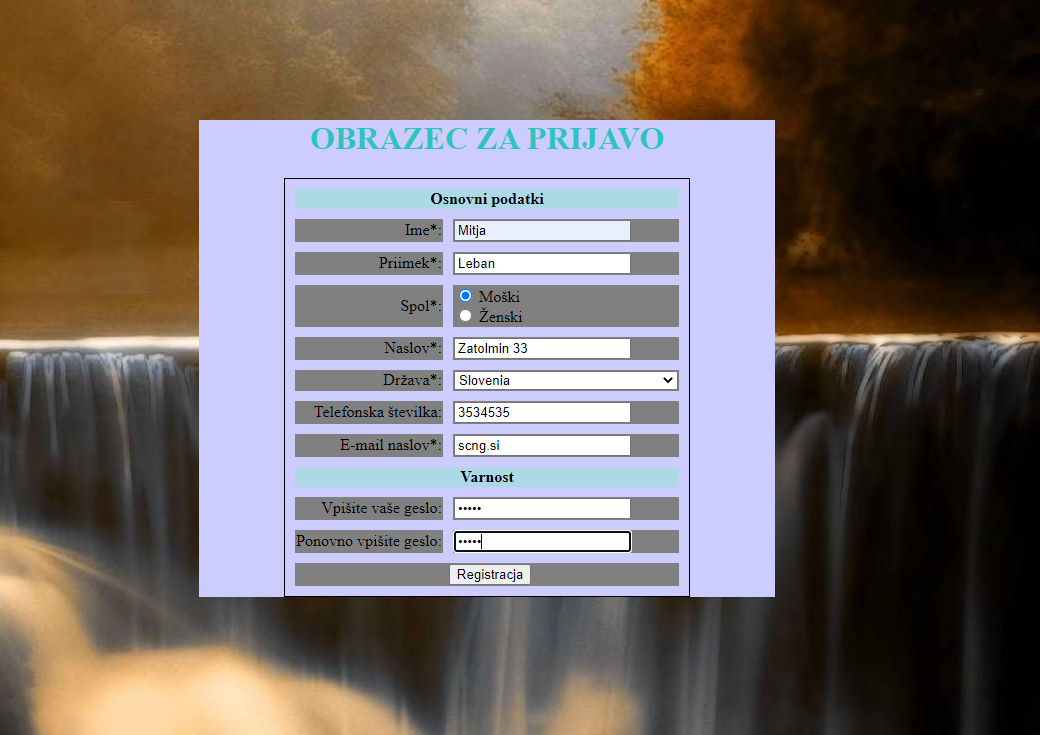 OBRAZEC ZA PRIJAVO
Osnovni podatki
Ime*: Mitja
Priimek*: Leban
Spol*: Moški
Ženski
Naslov*: Zatolmin 33
Država*: Slovenia
Telefonska številka: 3534535
E-mail naslov*: scng.si
Varnost
Vpišite vaše geslo: •••••
Ponovno vpišite geslo: •••••
Registracja